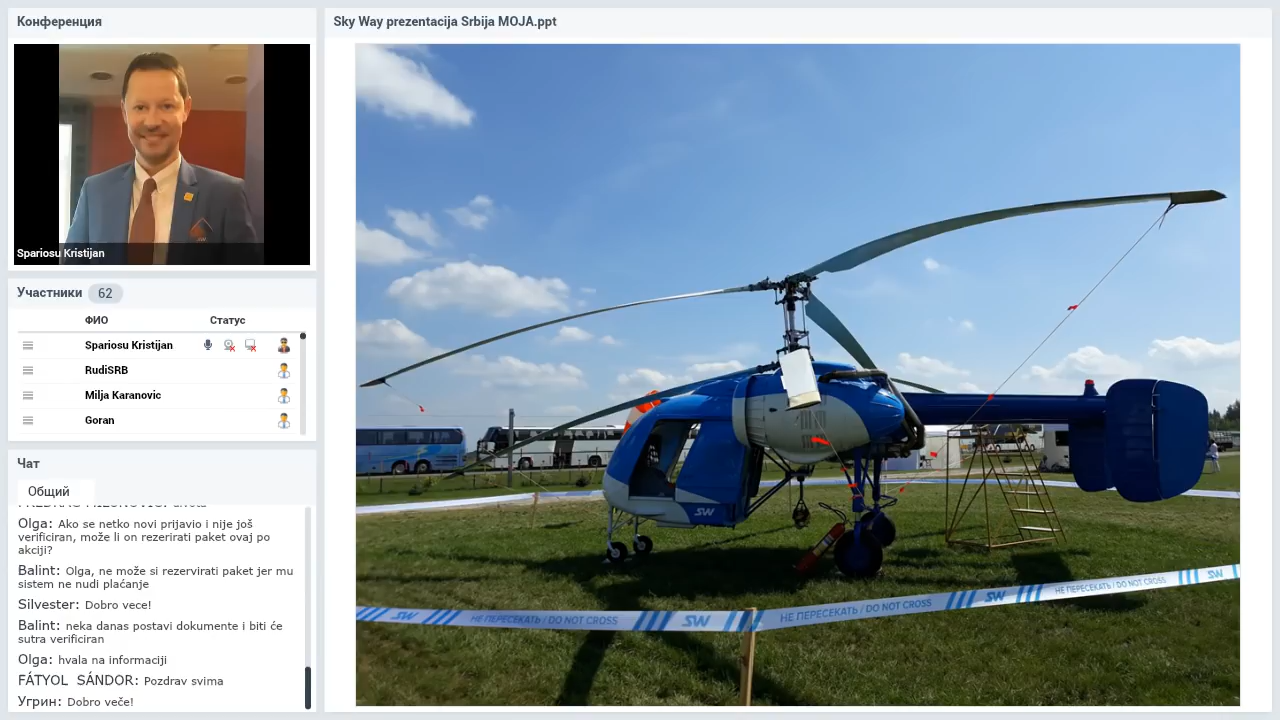 Конференция
Spariosu Kristijan
Участники 62
ФИО Статус
Spariosu Kristijan
RudiSRB
Milja Karanovic
Goran
Чат
Общий
Olga: Ako se netko novi prijavio i nije još
verificiran, može li on rezerirati paket ovaj po
akciji?
Balint: Olga, ne može si rezervirati paket jer mu
sistem ne nudi plaćanje
Silvester: Dobro vece!
Balint: neka danas postavi dokumente i biti će
sutra verificiran
Olga: hvala na informaciji
FÁTYOL SÁNDOR: Pozdrav svima
Угрин: Dobro veče!
Sky Way prezentacija Srbija MOJA.ppt
SW
SW НЕ ПЕРЕСЕКАТЬ / DO NOT CROSS SW НЕ ПЕРЕСЕКАТЬ / DO NOT CROSS SW НЕ ПЕРЕСЕКАТЬ / DO NOT CROSS SW